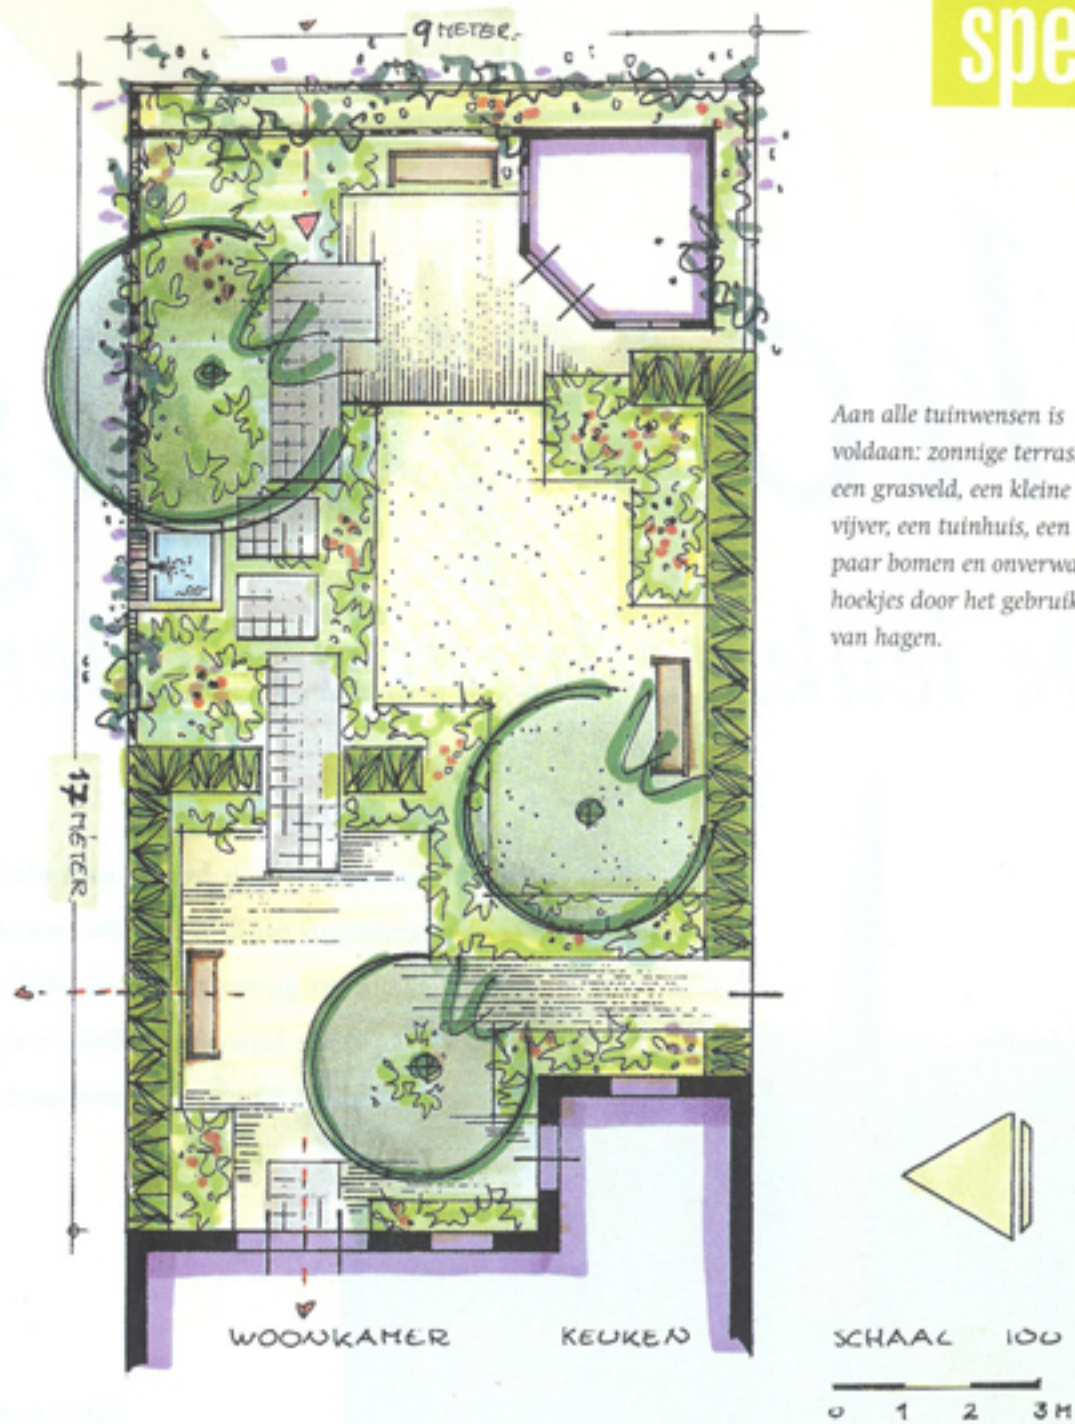 9 METER.
spe
Aan alle tuinwensen is
voldaan: zonnige terras
een grasveld, een kleine
vijver, een tuinhuis, een
paar bomen en onverwa
hoekjes door het gebruik
van hagen.
17 METER
WOONKAMER
KEUKEN
SCHAAL 100
0 1 2 3 M